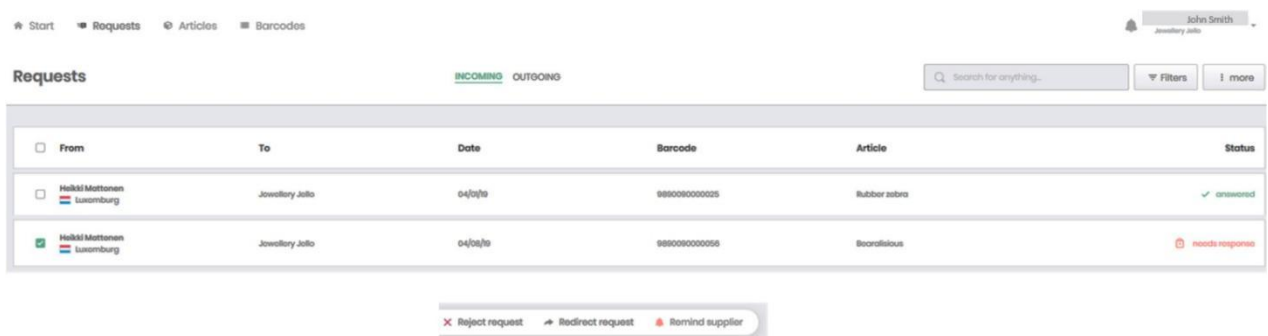 Start Requests Articles Barcodes John Smith
Jewellery Jello
Requests INCOMING OUTGOING Search for anything... Filters more
From To Date Barcode Article Status
Heikki Mattonen
Luxemburg Jewellery Jello 04/01/19 9890090000025 Rubber zebra answered
Heikki Mattonen
Luxemburg Jewellery Jello 04/08/19 9890090000056 Bearalisious needs response
Reject request Redirect request Remind supplier